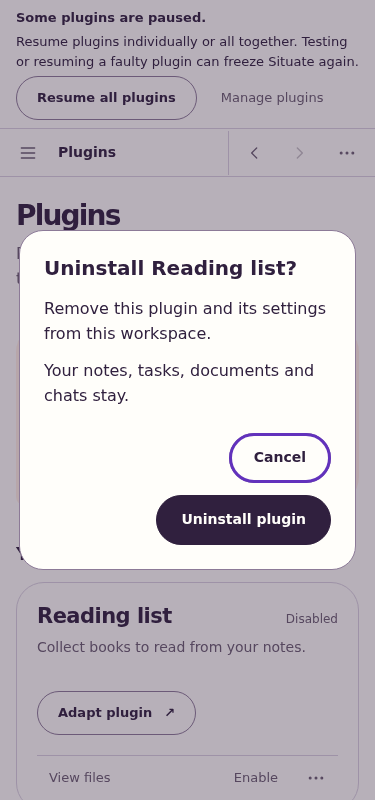 Some plugins are paused.
Resume plugins individually or all together. Testing
or resuming a faulty plugin can freeze Situate again.
Resume all plugins
Manage plugins
Plugins
Plugins
Uninstall Reading list?
Remove this plugin and its settings
from this workspace.
Your notes, tasks, documents and
chats stay.
Cancel
Uninstall plugin
Reading list
Disabled
Collect books to read from your notes.
Adapt plugin ↗
View files
Enable